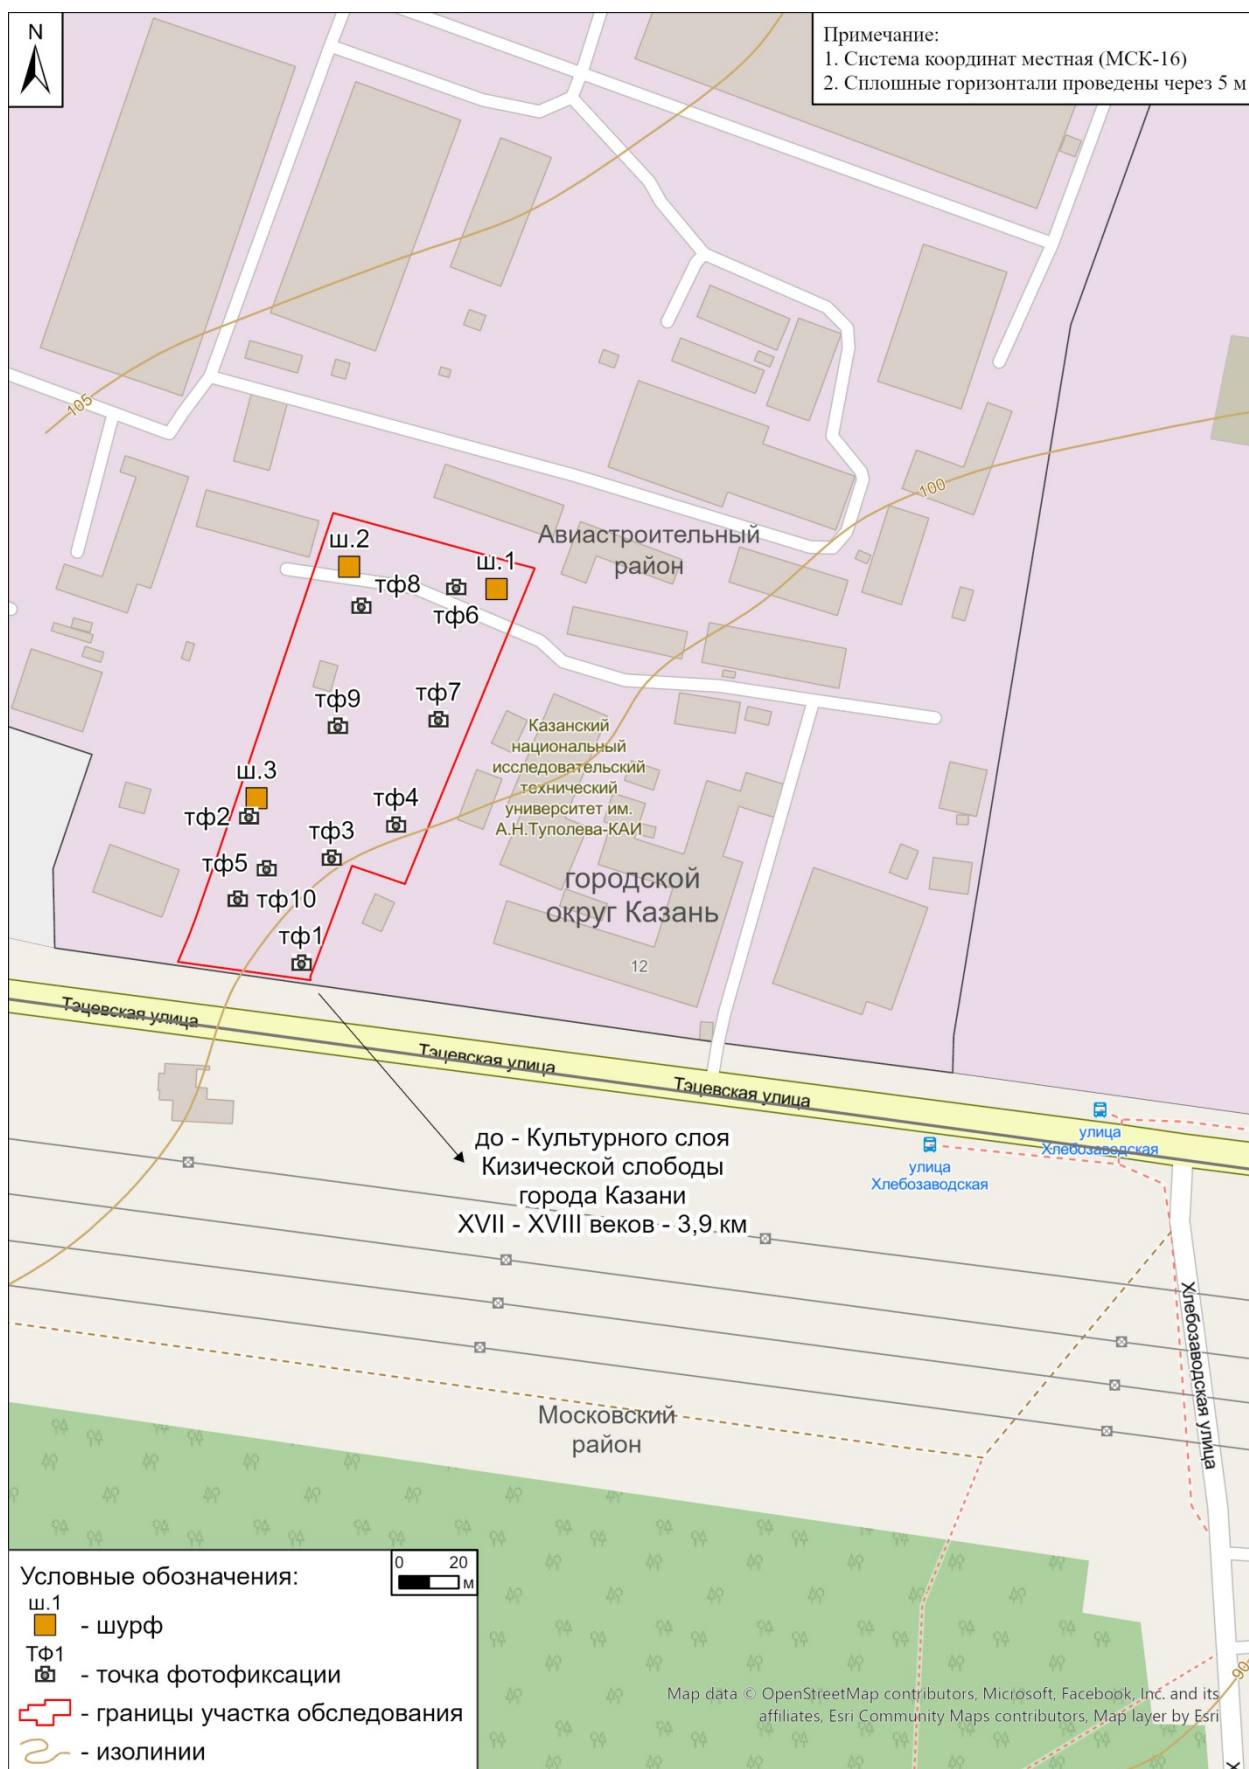 N
Примечание:
1. Система координат местная (МСК-16)
2. Сплошные горизонтали проведены через 5 м
105
100
Авиастроительный
район
ш.2
ш.1
тф8
тф6
тф9
тф7
Казанский
национальный
исследовательский
технический
университет им.
А.Н.Туполева-КАИ
ш.3
тф2
тф4
тф3
тф5
тф10
городской
округ Казань
тф1
12
Тэцевская улица
Тэцевская улица
Тэцевская улица
улица
Хлебозаводская
улица
Хлебозаводская
до - Культурного слоя
Кизической слободы
города Казани
XVII - XVIII веков - 3,9 км
Хлебозаводская улица
Московский
район
90
Условные обозначения:
0 20
м
ш.1
- шурф
ТФ1
- точка фотофиксации
- границы участка обследования
- изолинии
Map data © OpenStreetMap contributors, Microsoft, Facebook, Inc. and its
affiliates, Esri Community Maps contributors, Map layer by Esri